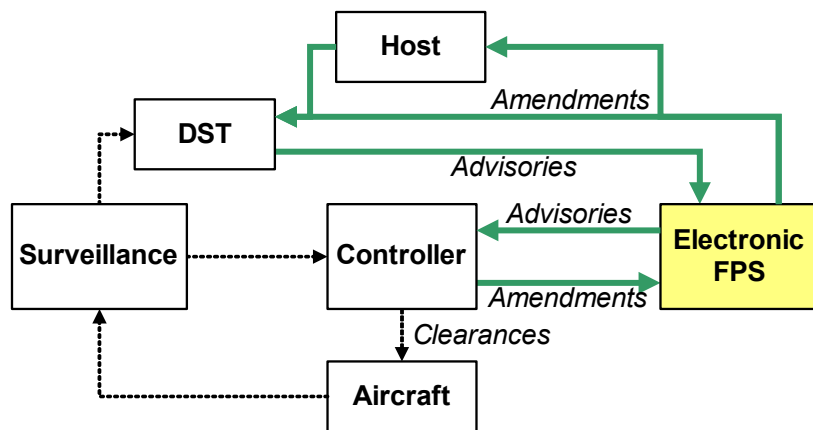 Host
Amendments
DST
Advisories
Surveillance
Controller
Advisories
Electronic
FPS
Amendments
Clearances
Aircraft